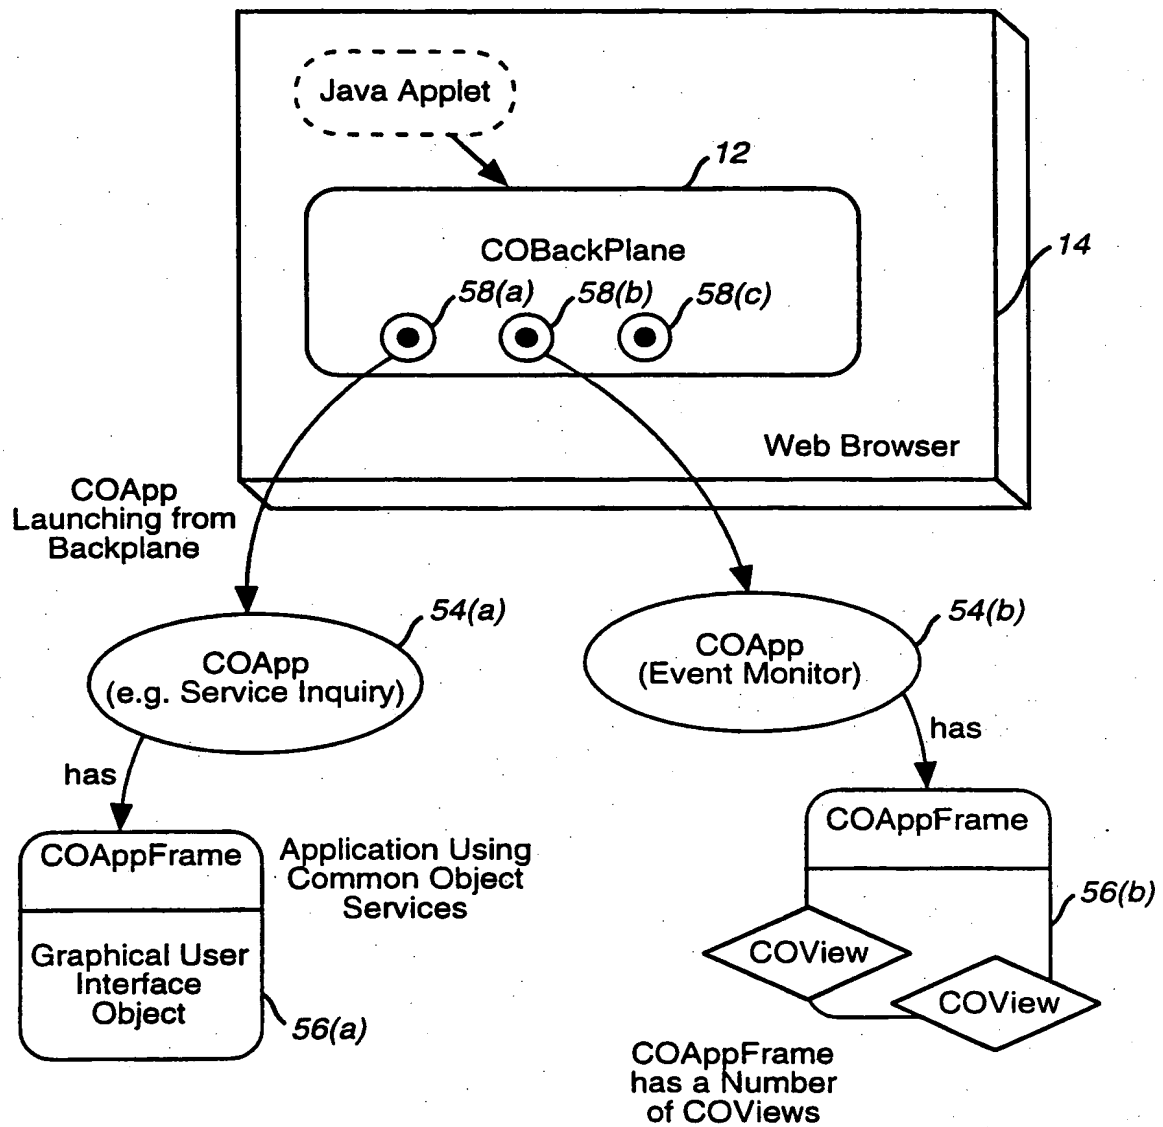 Java Applet
12
COBackPlane
14
58(a)
58(b)
58(c)
Web Browser
COApp
Launching from
Backplane
54(a)
COApp
(e.g. Service Inquiry)
54(b)
COApp
(Event Monitor)
has
has
COAppFrame
Application Using
Common Object
Services
Graphical User
Interface
Object
56(a)
COAppFrame
56(b)
COView
COView
COAppFrame
has a Number
of COViews